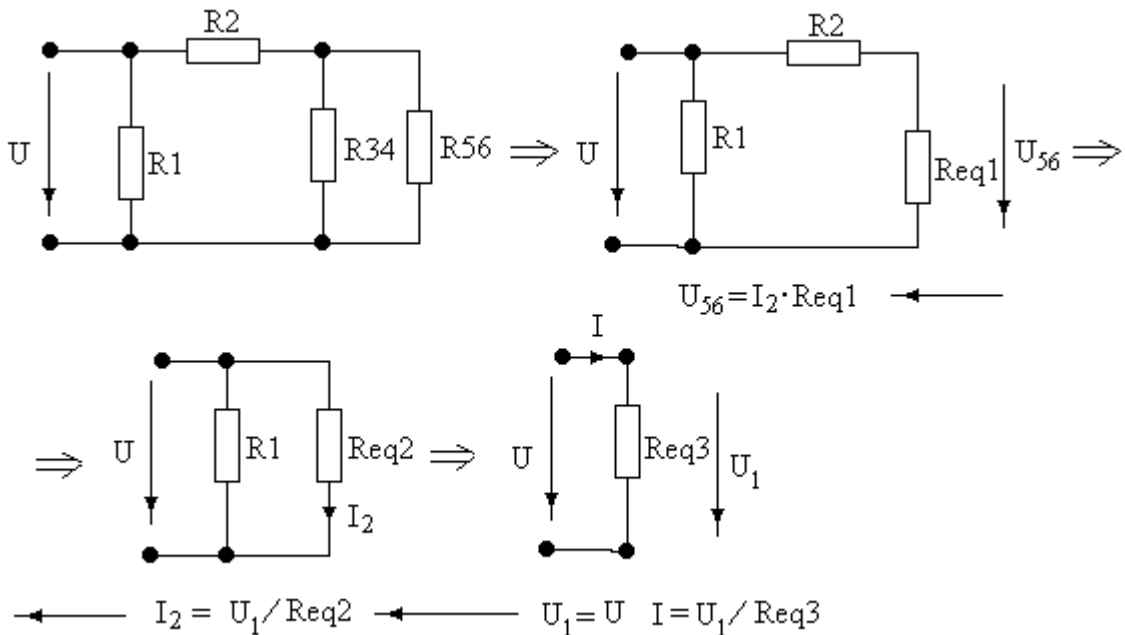 R2
U
R1
R34
R56
⇒
R2
U
R1
Req1
U₅₆
⇒
U₅₆=I₂·Req1
⇒
U
R1
Req2
I₂
⇒
I
U
Req3
U₁
I₂= U₁/Req2
U₁=U I=U₁/Req3